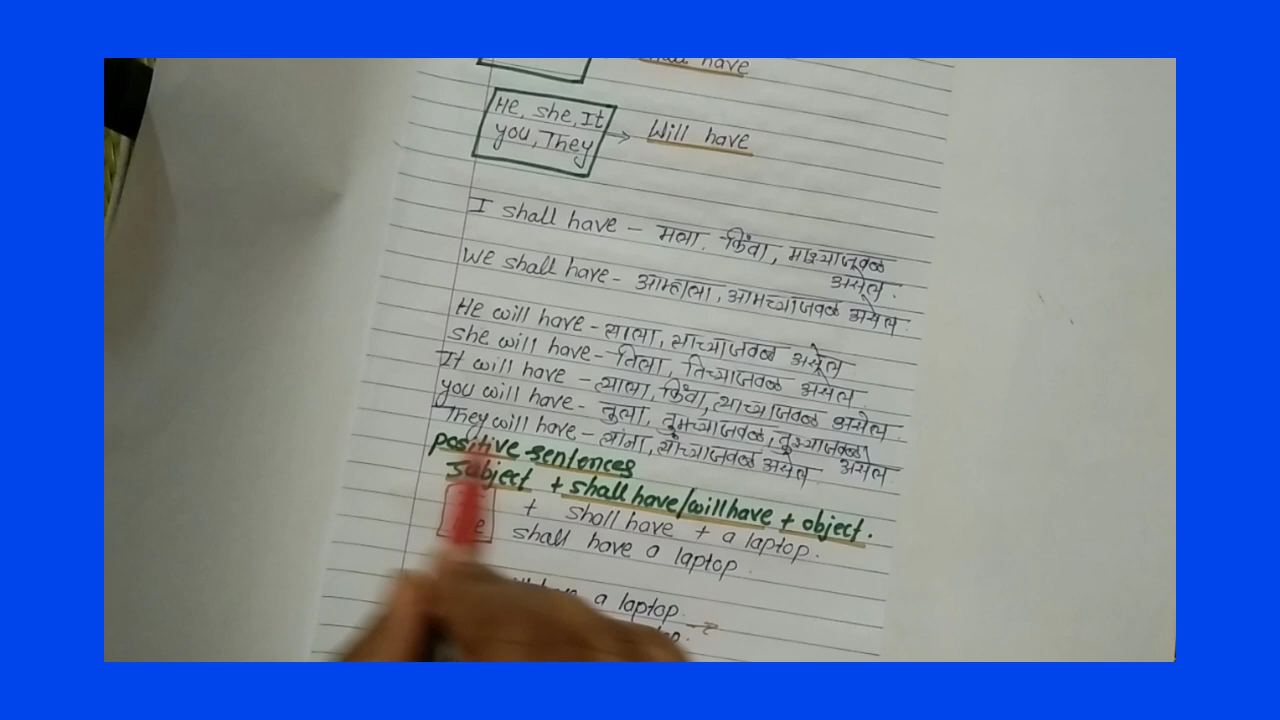 have
He, she, It
you, They → Will have
I shall have - मला. किंवा, माझ्याजवळ
असेल.
We shall have - आम्हाला, आमच्याजवळ असेल.
He will have - त्याला, त्याच्याजवळ असेल
She will have - तिला, तिच्याजवळ असेल.
It will have - त्याला, किंवा, त्याच्याजवळ असेल.
you will have - तुला, तुमच्याजवळ, तुझ्याजवळ
असेल
They will have - त्यांना, त्यांच्याजवळ असेल.
positive sentences
Subject + shall have/will have + object.
+ shall have + a laptop.
shall have a laptop.
a laptop.